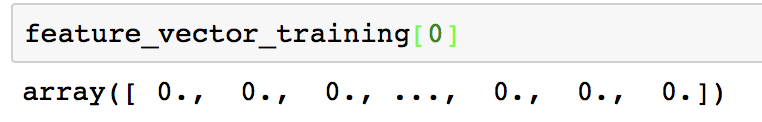 feature_vector_training[0]
array([ 0.,  0.,  0., ...,  0.,  0.,  0.])